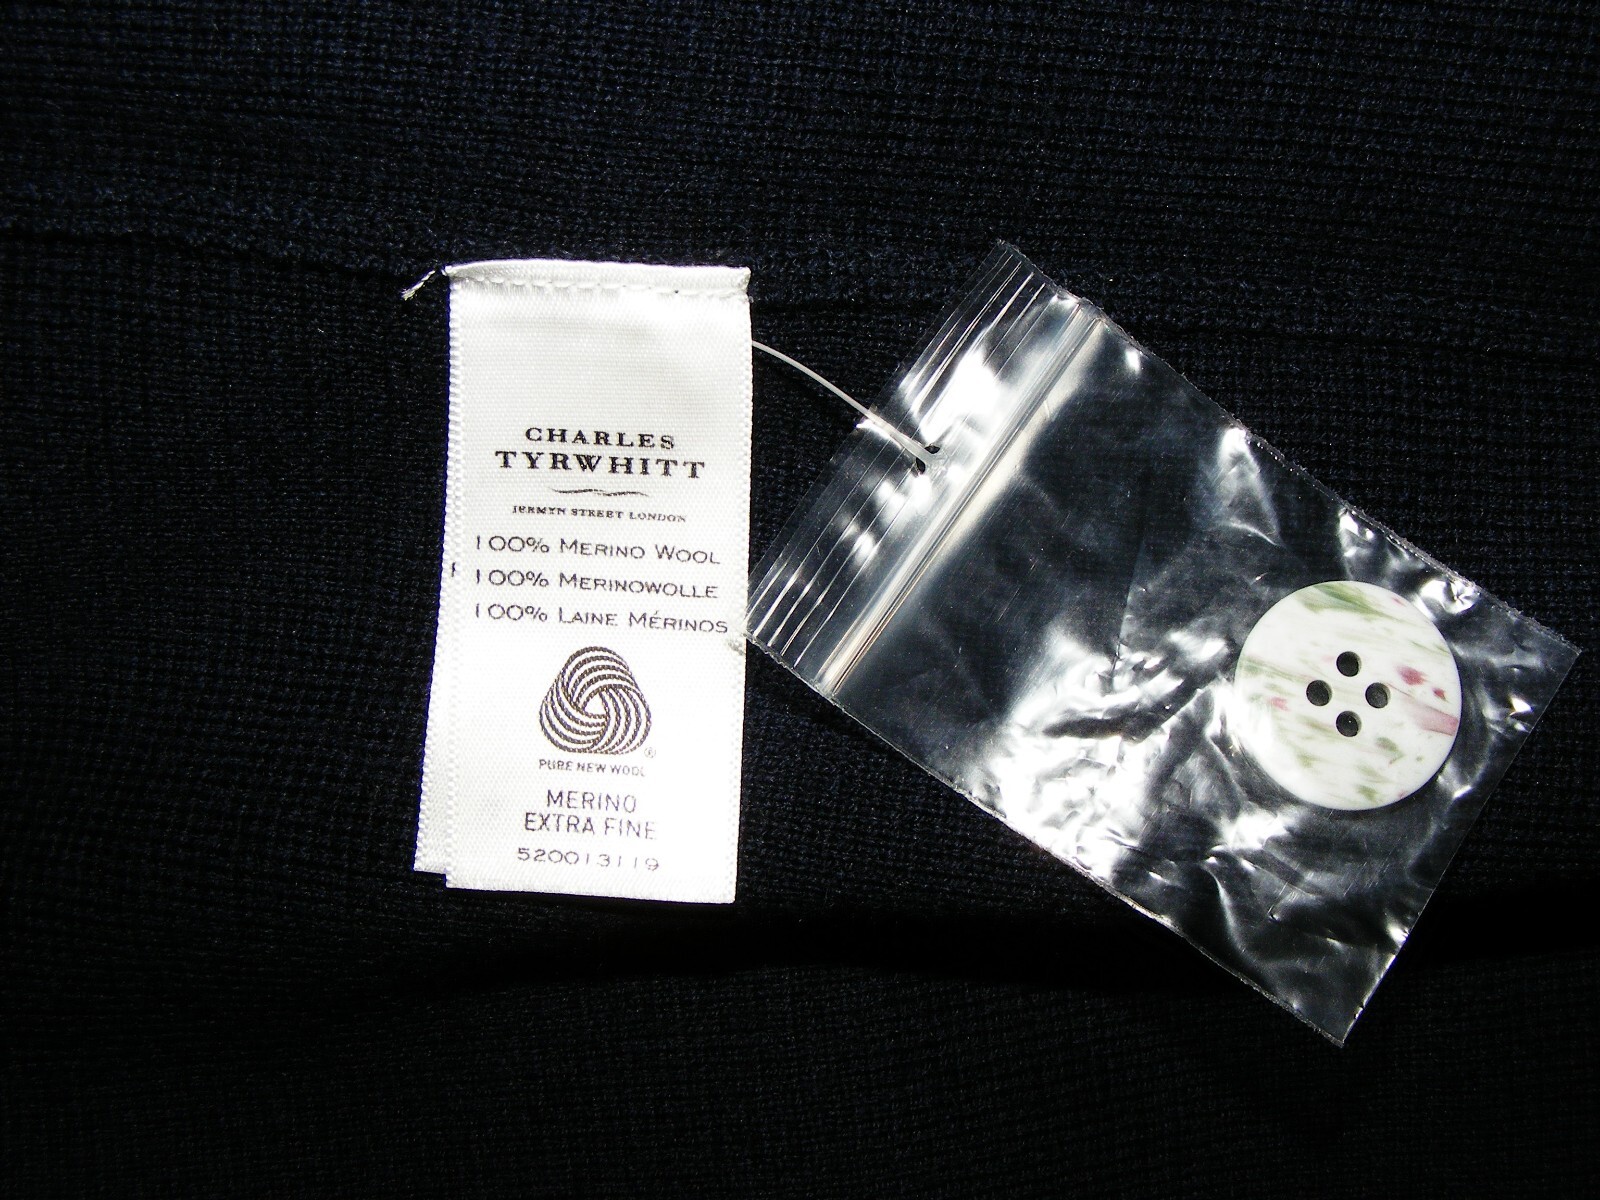 CHARLES
TYRWHITT
JERMYN STREET LONDON
100% MERINO WOOL
100% MERINOWOLLE
100% LAINE MÉRINOS
®
PURE NEW WOOL
MERINO
EXTRA FINE
520013119